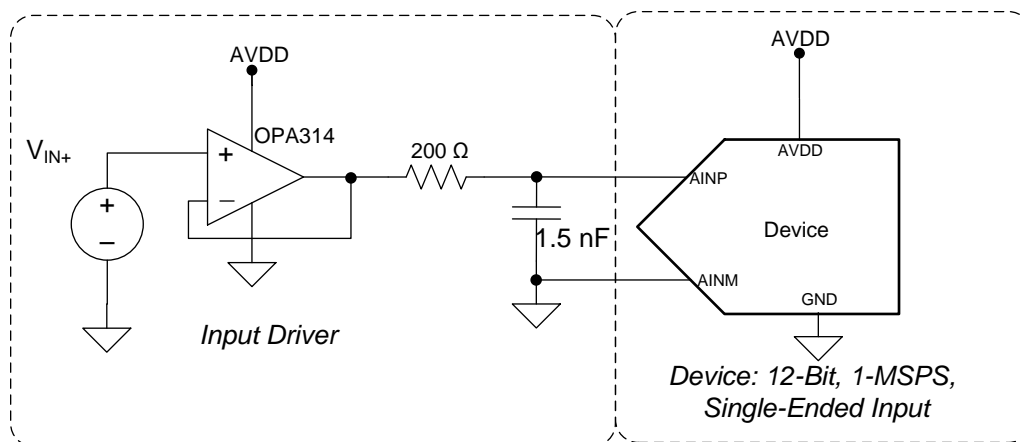 AVDD
AVDD
OPA314
V_IN+
200 Ω
+
−
+
−
AVDD
AINP
Device
1.5 nF
AINM
GND
Input Driver
Device: 12-Bit, 1-MSPS,
Single-Ended Input